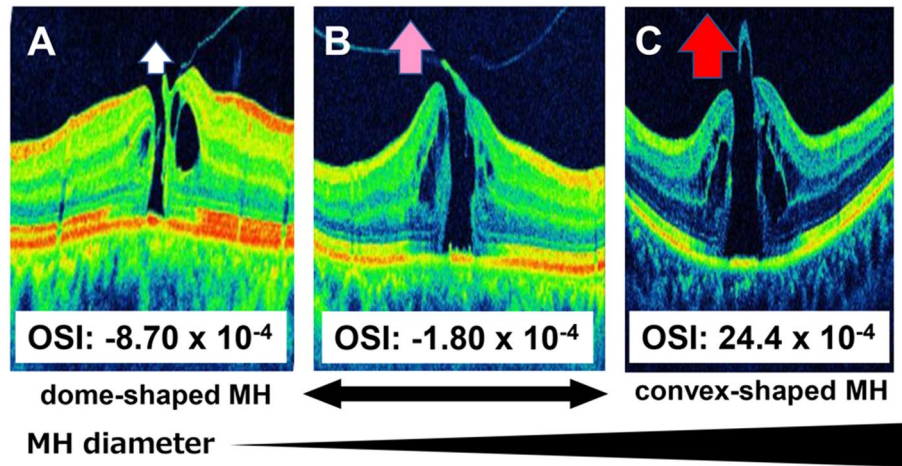 A
B
C
OSI: -8.70 x 10-4
OSI: -1.80 x 10-4
OSI: 24.4 x 10-4
dome-shaped MH
convex-shaped MH
MH diameter